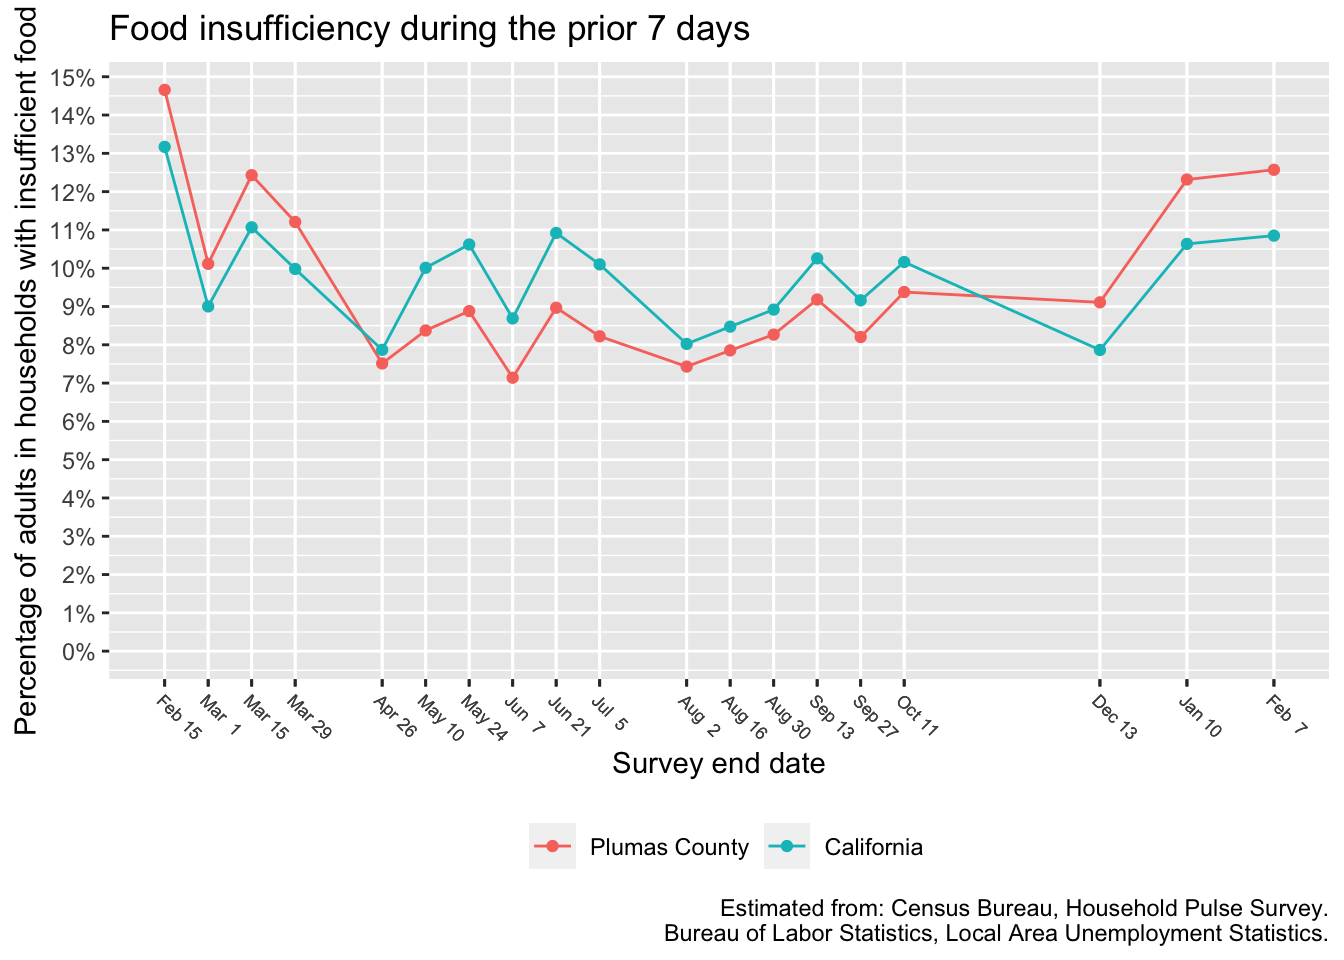 Food insufficiency during the prior 7 days
Percentage of adults in households with insufficient food
15%
14%
13%
12%
11%
10%
9%
8%
7%
6%
5%
4%
3%
2%
1%
0%
Feb 15
Mar 1
Mar 15
Mar 29
Apr 26
May 10
May 24
Jun 7
Jun 21
Jul 5
Aug 2
Aug 16
Aug 30
Sep 13
Sep 27
Oct 11
Dec 13
Jan 10
Feb 7
Survey end date
Plumas County
California
Estimated from: Census Bureau, Household Pulse Survey.
Bureau of Labor Statistics, Local Area Unemployment Statistics.